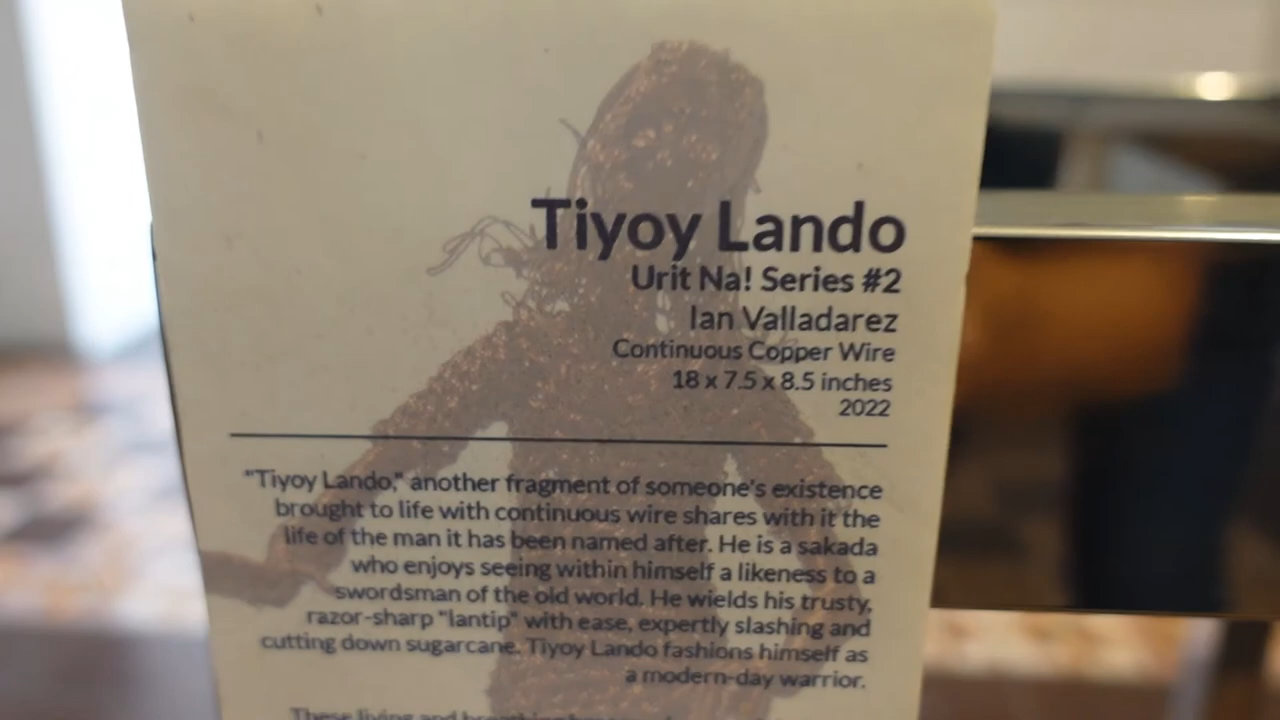 Tiyoy Lando
Urit Na! Series #2
Ian Valladarez
Continuous Copper Wire
18 x 7.5 x 8.5 inches
2022
"Tiyoy Lando," another fragment of someone's existence
brought to life with continuous wire shares with it the
life of the man it has been named after. He is a sakada
who enjoys seeing within himself a likeness to a
swordsman of the old world. He wields his trusty,
razor-sharp "lantip" with ease, expertly slashing and
cutting down sugarcane. Tiyoy Lando fashions himself as
a modern-day warrior.
These living and breathing